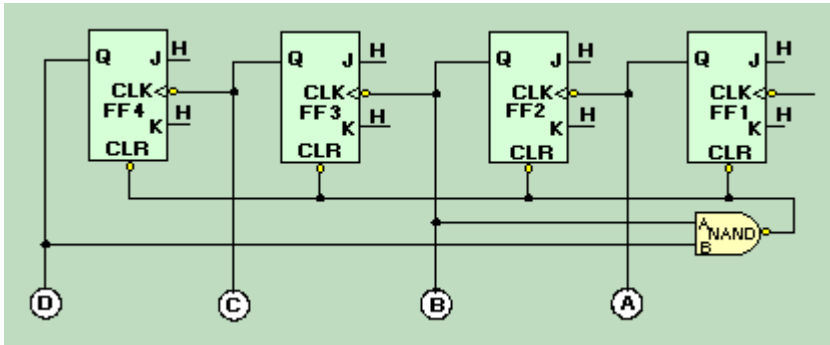 Q J H Q J H Q J H Q J H
CLK CLK CLK CLK
FF4 H FF3 H FF2 H FF1 H
K K K K
CLR CLR CLR CLR
A
NAND
B
D C B A